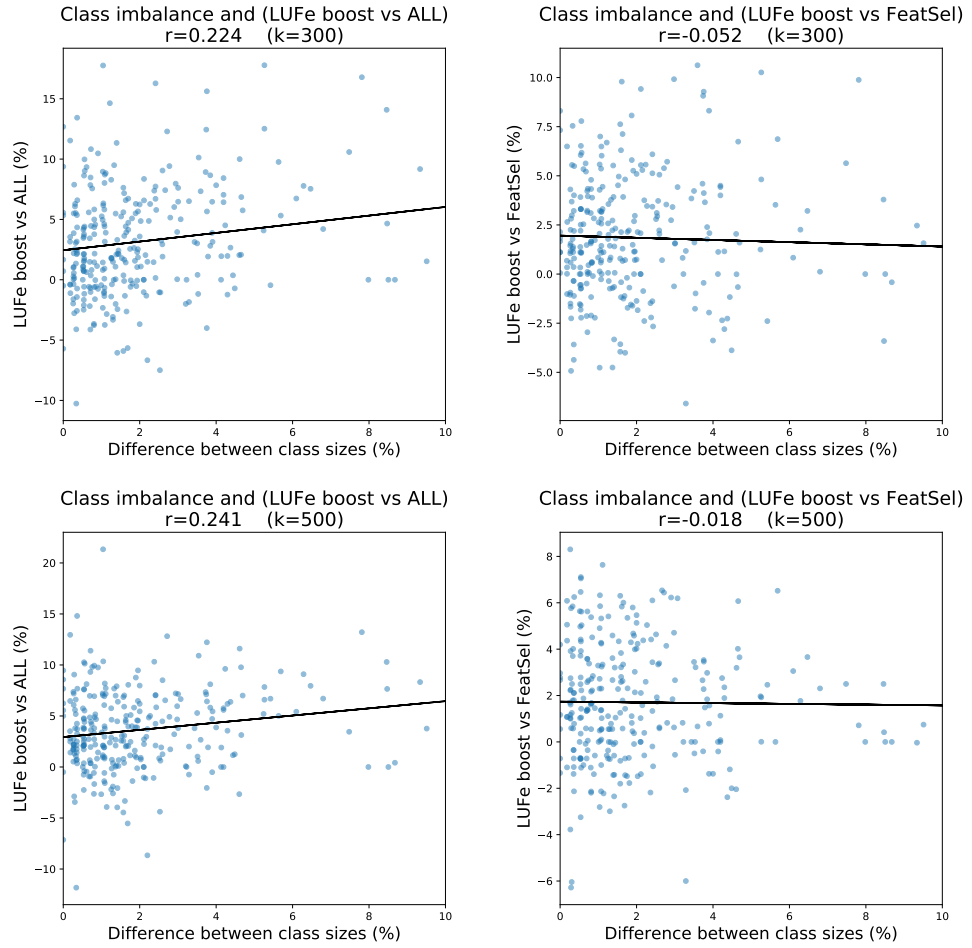 Class imbalance and (LUFe boost vs ALL)
r=0.224 (k=300)
LUFe boost vs ALL (%)
15
10
5
0
−5
−10
0 2 4 6 8 10
Difference between class sizes (%)
Class imbalance and (LUFe boost vs FeatSel)
r=-0.052 (k=300)
LUFe boost vs FeatSel (%)
10.0
7.5
5.0
2.5
0.0
−2.5
−5.0
0 2 4 6 8 10
Difference between class sizes (%)
Class imbalance and (LUFe boost vs ALL)
r=0.241 (k=500)
LUFe boost vs ALL (%)
20
15
10
5
0
−5
−10
0 2 4 6 8 10
Difference between class sizes (%)
Class imbalance and (LUFe boost vs FeatSel)
r=-0.018 (k=500)
LUFe boost vs FeatSel (%)
8
6
4
2
0
−2
−4
−6
0 2 4 6 8 10
Difference between class sizes (%)